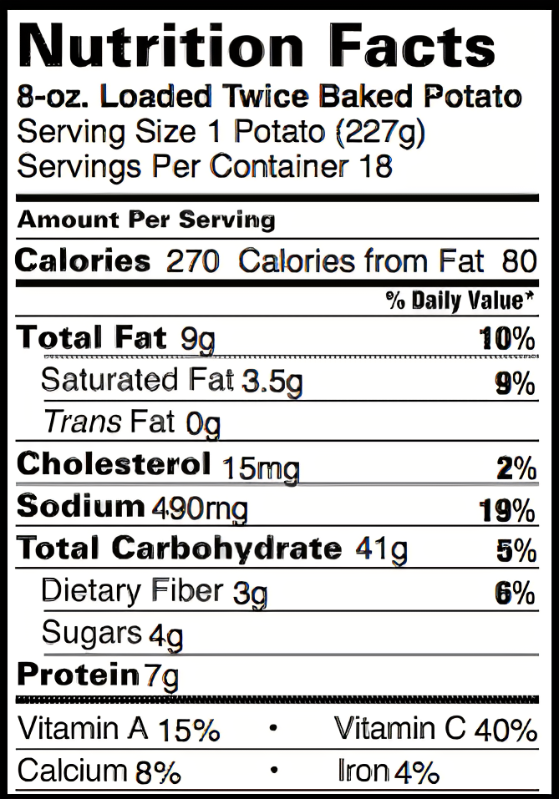 Nutrition Facts
8-oz. Loaded Twice Baked Potato
Serving Size 1 Potato (227g)
Servings Per Container 18
Amount Per Serving
Calories 270 Calories from Fat 80
% Daily Value*
Total Fat 9g 10%
Saturated Fat 3.5g 9%
Trans Fat 0g
Cholesterol 15mg 2%
Sodium 490mg 19%
Total Carbohydrate 41g 5%
Dietary Fiber 3g 6%
Sugars 4g
Protein 7g
Vitamin A 15% • Vitamin C 40%
Calcium 8% • Iron 4%